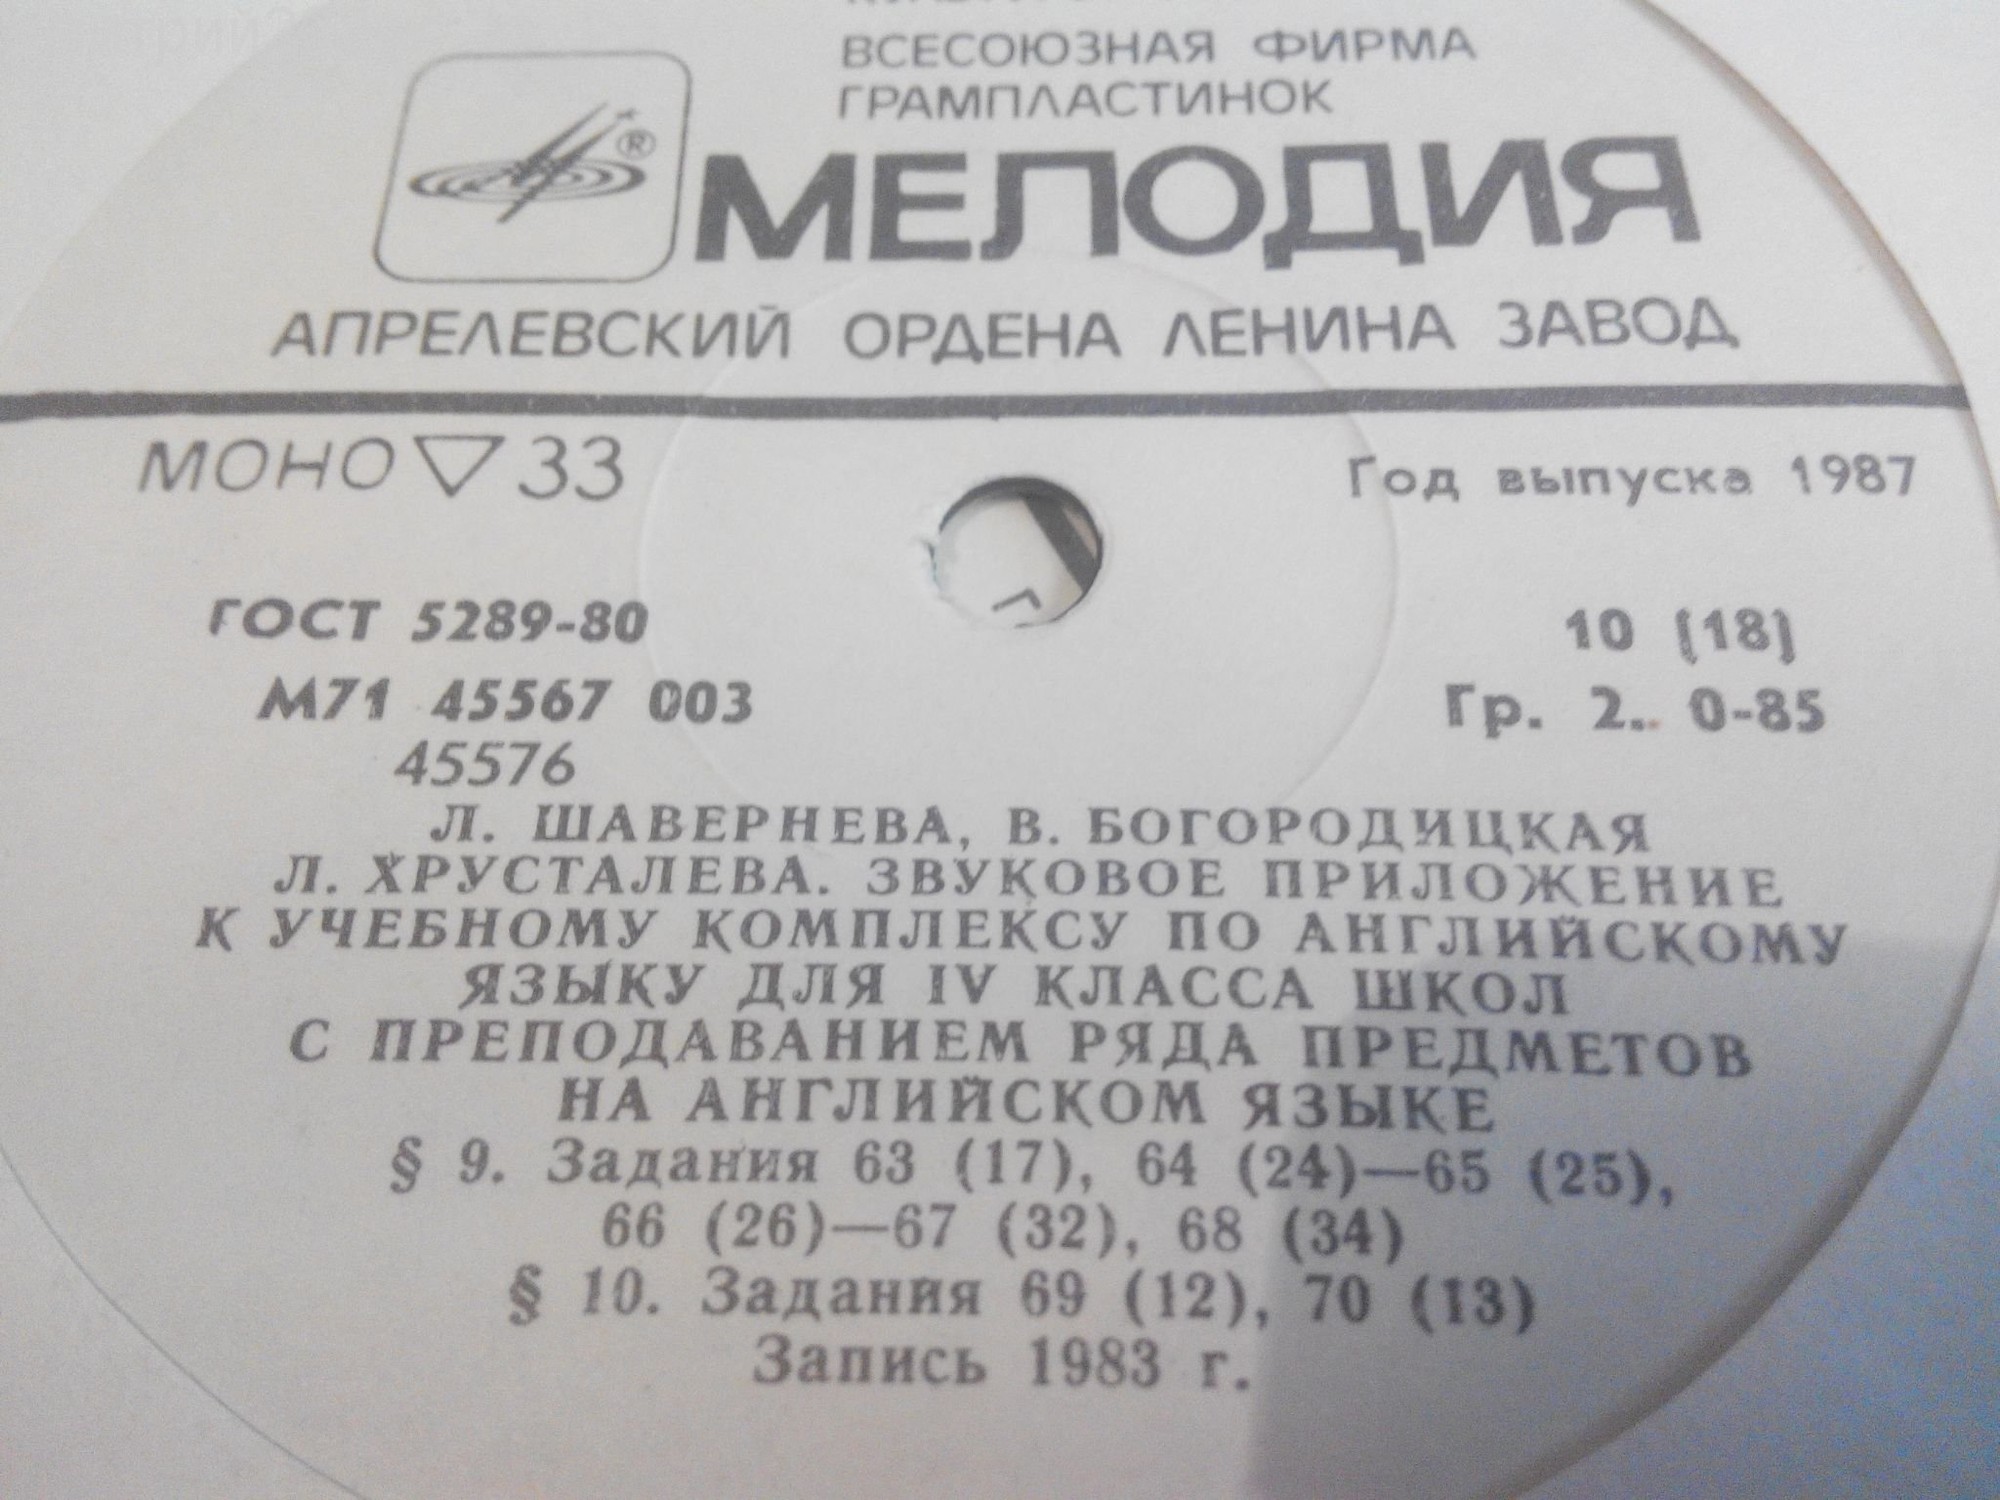 ВСЕСОЮЗНАЯ ФИРМА
ГРАМПЛАСТИНОК
®
МЕЛОДИЯ
АПРЕЛЕВСКИЙ ОРДЕНА ЛЕНИНА ЗАВОД
МОНО ▽ 33
Год выпуска 1987
ГОСТ 5289-80
10 (18)
М71 45567 003
Гр. 2. 0-85
45576
Л. ШАВЕРНЕВА, В. БОГОРОДИЦКАЯ
Л. ХРУСТАЛЕВА. ЗВУКОВОЕ ПРИЛОЖЕНИЕ
К УЧЕБНОМУ КОМПЛЕКСУ ПО АНГЛИЙСКОМУ
ЯЗЫКУ ДЛЯ IV КЛАССА ШКОЛ
С ПРЕПОДАВАНИЕМ РЯДА ПРЕДМЕТОВ
НА АНГЛИЙСКОМ ЯЗЫКЕ
§ 9. Задания 63 (17), 64 (24)—65 (25),
66 (26)—67 (32), 68 (34)
§ 10. Задания 69 (12), 70 (13)
Запись 1983 г.